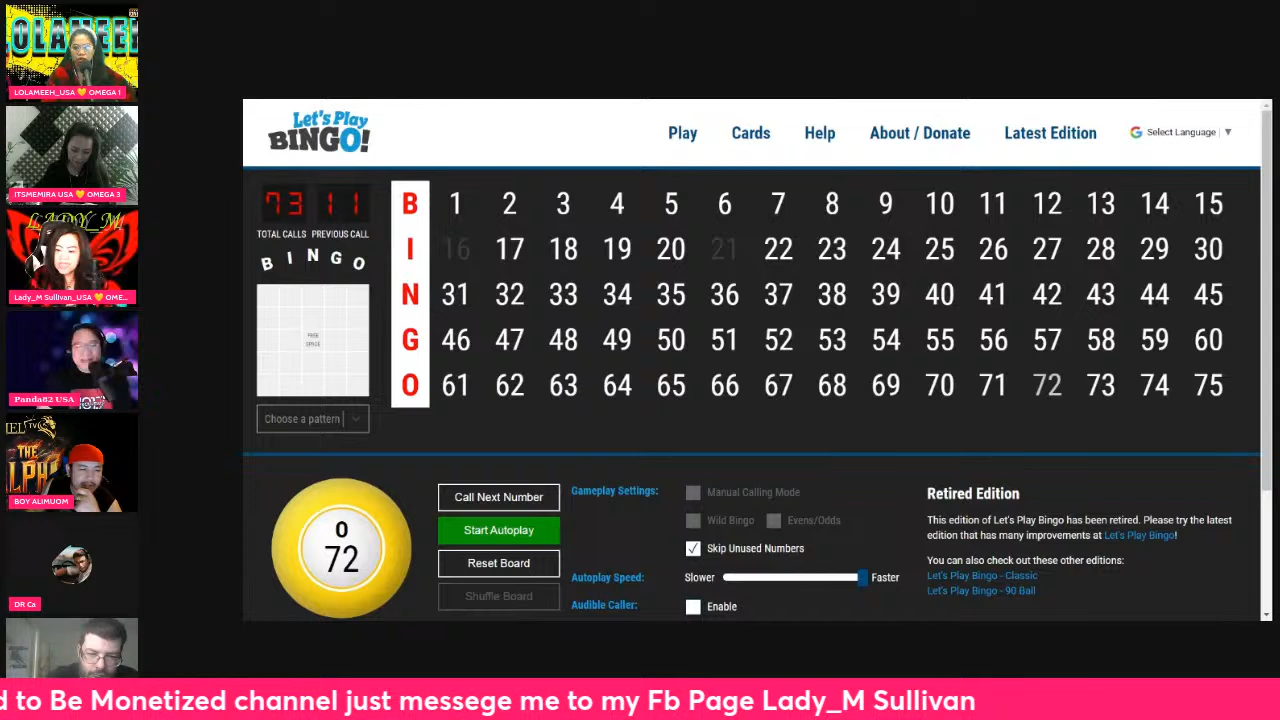 LOLAMEEH
LOLAMEEH_USA 💛 OMEGA 1
ITSMEMIRA USA 💛 OMEGA 3
LADY_M
Lady_M Sullivan_USA 💛 OME...
Panda82 USA
THE
BOY ALIMUOM
DR Ca
Let's Play
BINGO!
Play Cards Help About / Donate Latest Edition Select Language ▼
73 11
TOTAL CALLS PREVIOUS CALL
B I N G O
FREE
SPACE
Choose a pattern
B 1 2 3 4 5 6 7 8 9 10 11 12 13 14 15
I 16 17 18 19 20 21 22 23 24 25 26 27 28 29 30
N 31 32 33 34 35 36 37 38 39 40 41 42 43 44 45
G 46 47 48 49 50 51 52 53 54 55 56 57 58 59 60
O 61 62 63 64 65 66 67 68 69 70 71 72 73 74 75
O
72
Call Next Number
Start Autoplay
Reset Board
Shuffle Board
Gameplay Settings:
Manual Calling Mode
Wild Bingo Evens/Odds
Skip Unused Numbers
Autoplay Speed: Slower Faster
Audible Caller: Enable
Retired Edition
This edition of Let's Play Bingo has been retired. Please try the latest
edition that has many improvements at Let's Play Bingo!
You can also check out these other editions:
Let's Play Bingo - Classic
Let's Play Bingo - 90 Ball
d to Be Monetized channel just messege me to my Fb Page Lady_M Sullivan